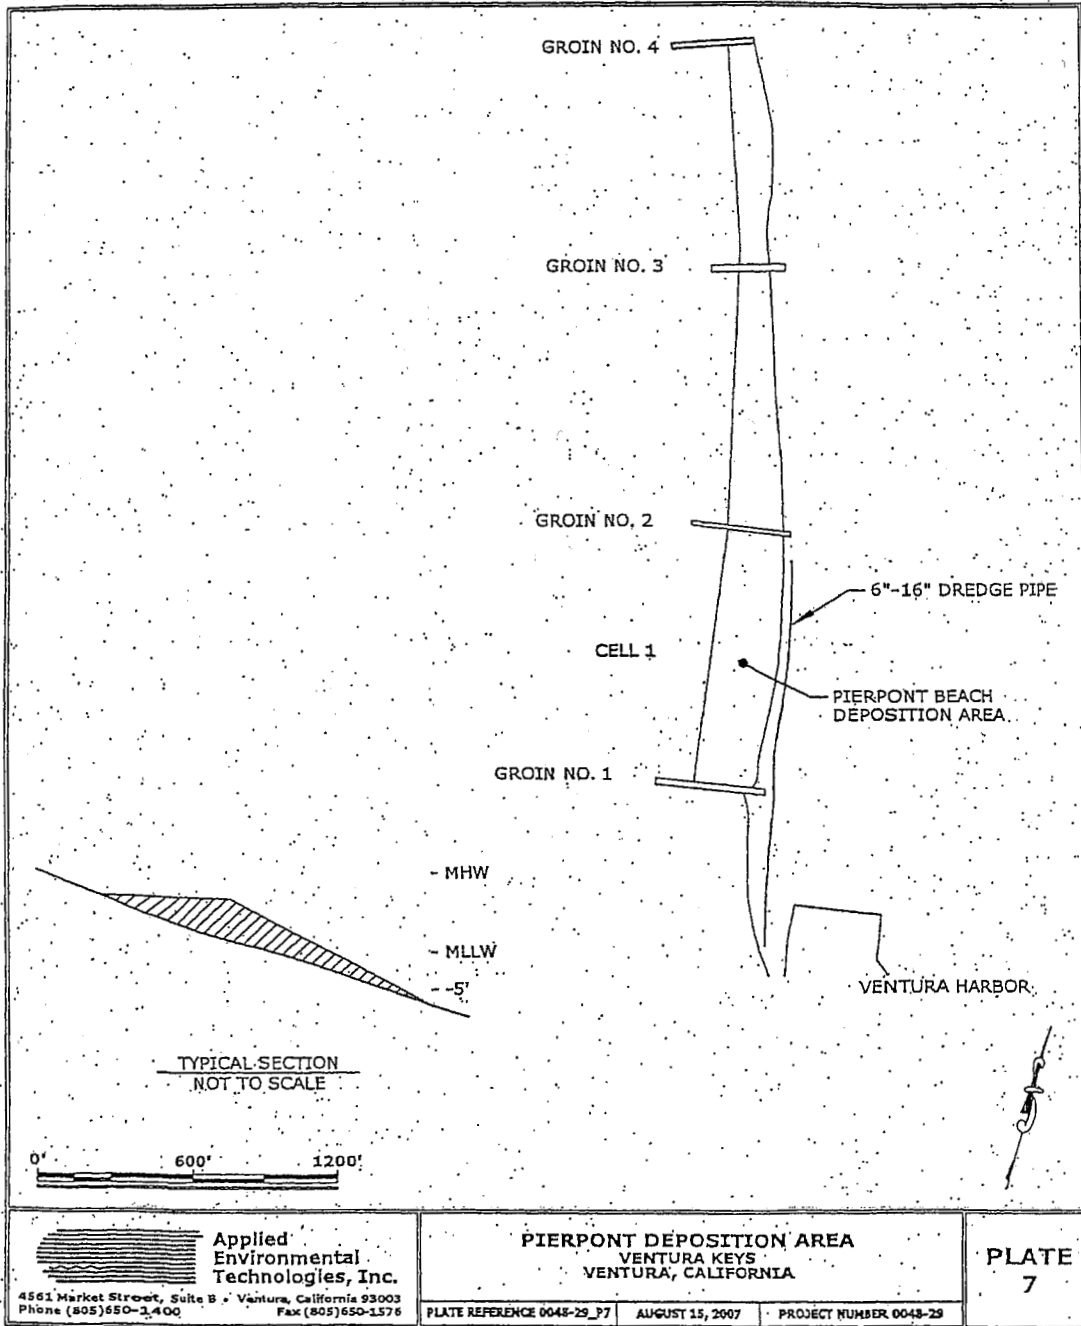 GROIN NO. 4
GROIN NO. 3
GROIN NO. 2
6"-16" DREDGE PIPE
CELL 1
PIERPONT BEACH
DEPOSITION AREA
GROIN NO. 1
MHW
MLLW
-5'
VENTURA HARBOR
TYPICAL SECTION
NOT TO SCALE
0' 600' 1200'
Applied
Environmental
Technologies, Inc.
4561 Market Street, Suite B • Ventura, California 93003
Phone (805)650-1400 Fax (805)650-1576
PIERPONT DEPOSITION AREA
VENTURA KEYS
VENTURA, CALIFORNIA
PLATE REFERENCE 0048-29_P7 AUGUST 15, 2007 PROJECT NUMBER 0048-29
PLATE
7